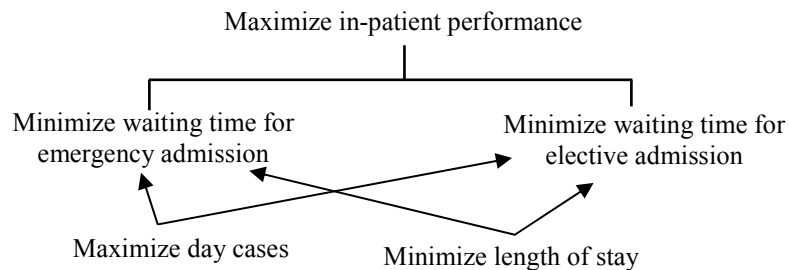 Maximize in-patient performance
Minimize waiting time for
emergency admission
Minimize waiting time for
elective admission
Maximize day cases
Minimize length of stay